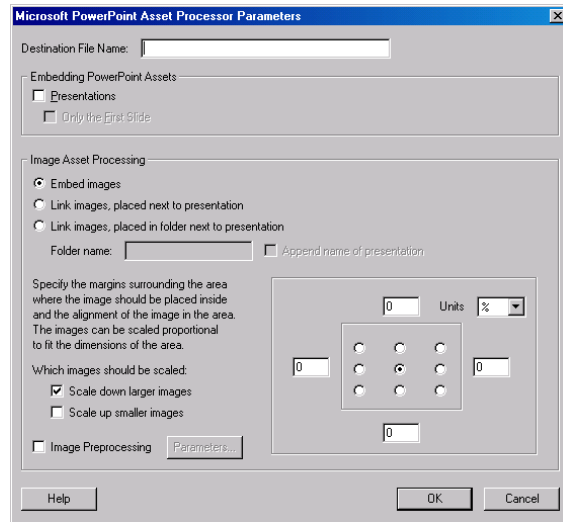 Microsoft PowerPoint Asset Processor Parameters
Destination File Name:
Embedding PowerPoint Assets
Presentations
Only the First Slide
Image Asset Processing
Embed images
Link images, placed next to presentation
Link images, placed in folder next to presentation
Folder name:
Append name of presentation
Specify the margins surrounding the area
where the image should be placed inside
and the alignment of the image in the area.
The images can be scaled proportional
to fit the dimensions of the area.
Which images should be scaled:
Scale down larger images
Scale up smaller images
Image Preprocessing
Parameters...
0
Units
%
0
0
0
Help
OK
Cancel